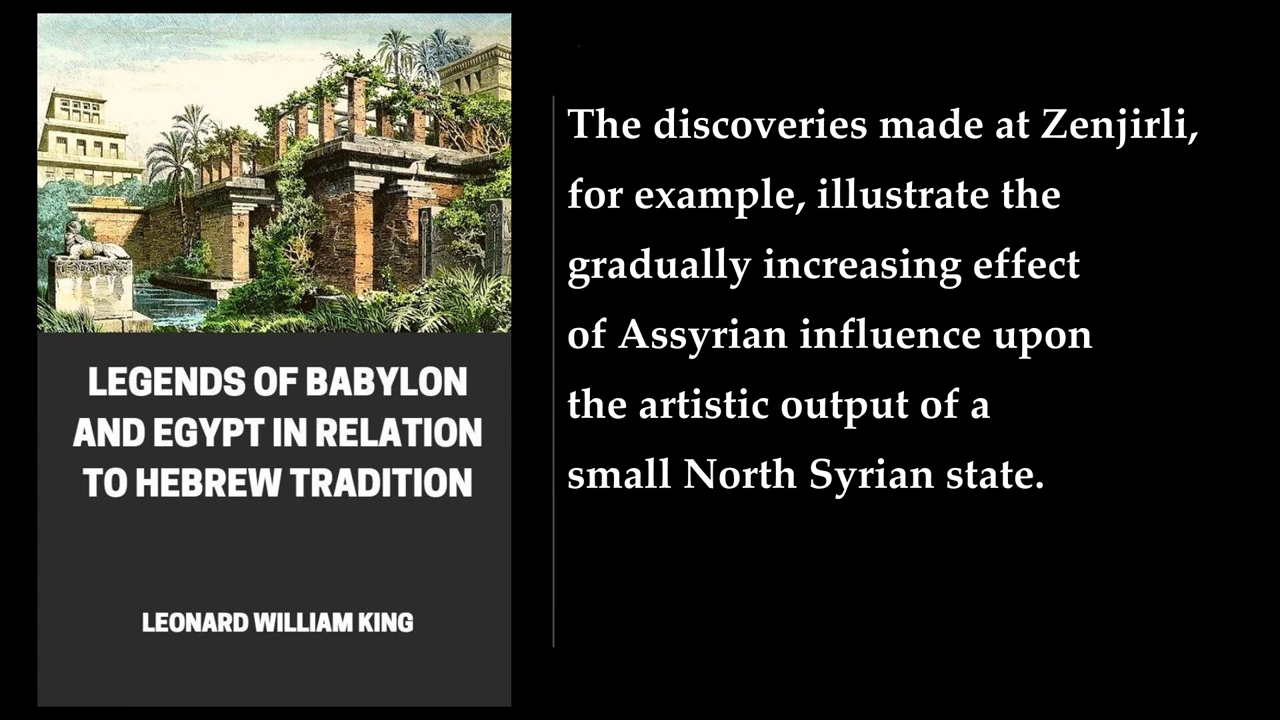 LEGENDS OF BABYLON
AND EGYPT IN RELATION
TO HEBREW TRADITION
LEONARD WILLIAM KING
The discoveries made at Zenjirli,
for example, illustrate the
gradually increasing effect
of Assyrian influence upon
the artistic output of a
small North Syrian state.